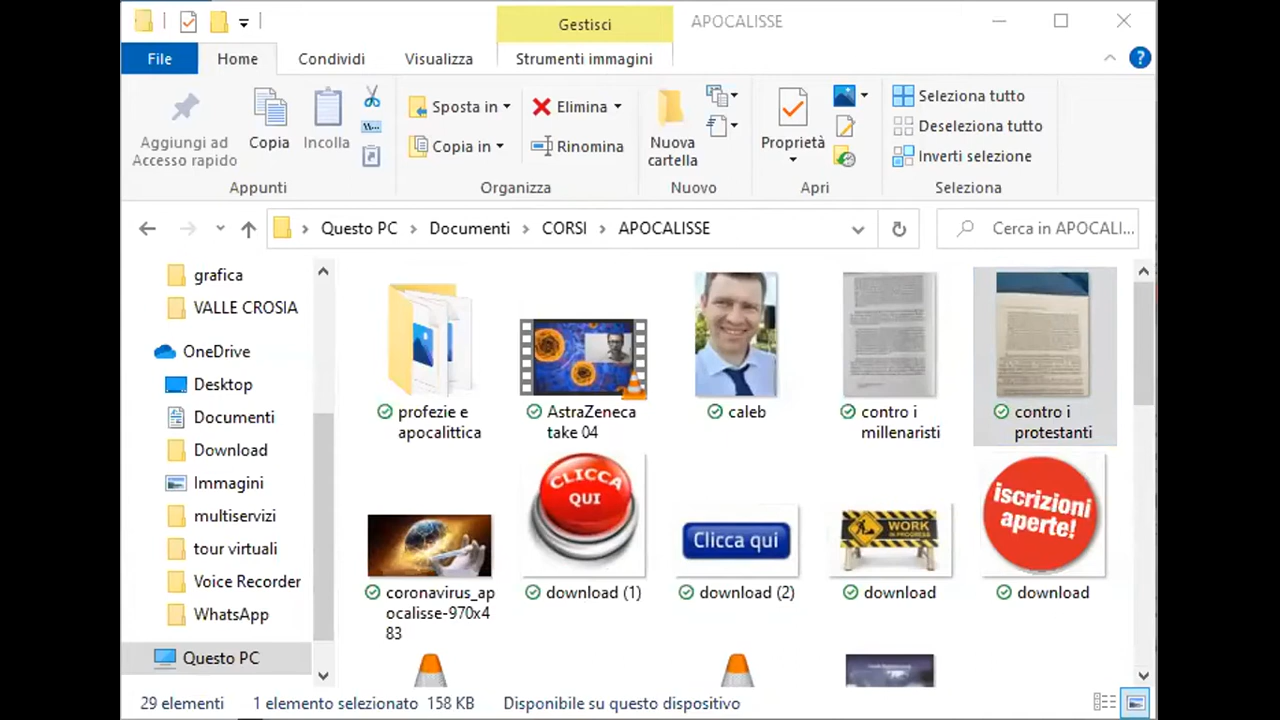 Gestisci
APOCALISSE
File
Home
Condividi
Visualizza
Strumenti immagini
Aggiungi ad
Accesso rapido
Copia
Incolla
Appunti
Sposta in
Copia in
Elimina
Rinomina
Organizza
Nuova
cartella
Nuovo
Proprietà
Apri
Seleziona tutto
Deseleziona tutto
Inverti selezione
Seleziona
Questo PC
Documenti
CORSI
APOCALISSE
Cerca in APOCALI...
grafica
VALLE CROSIA
OneDrive
Desktop
Documenti
Download
Immagini
multiservizi
tour virtuali
Voice Recorder
WhatsApp
Questo PC
profezie e
apocalittica
AstraZeneca
take 04
caleb
contro i
millenaristi
contro i
protestanti
CLICCA
QUI
Clicca qui
WORK
IN PROGRESS
iscrizioni
aperte!
coronavirus_ap
ocalisse-970x4
83
download (1)
download (2)
download
download
29 elementi
1 elemento selezionato 158 KB
Disponibile su questo dispositivo